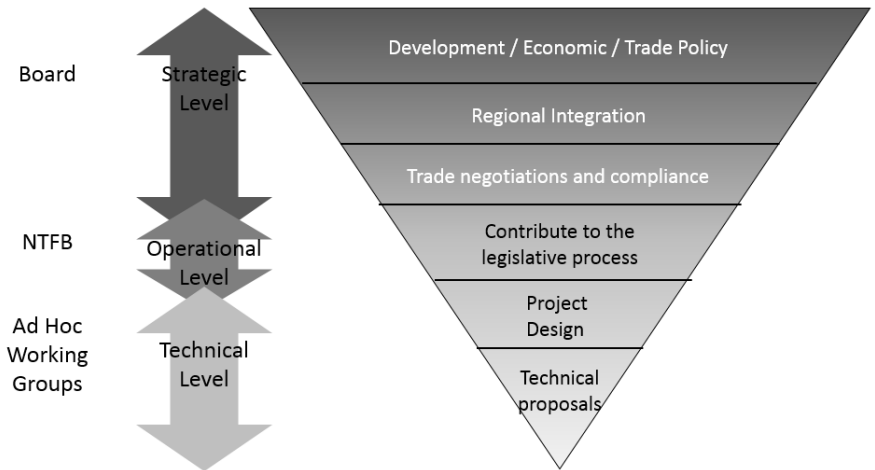 Board
Strategic
Level
Development / Economic / Trade Policy
Regional Integration
Trade negotiations and compliance
NTFB
Operational
Level
Contribute to the
legislative process
Project
Design
Ad Hoc
Working
Groups
Technical
Level
Technical
proposals